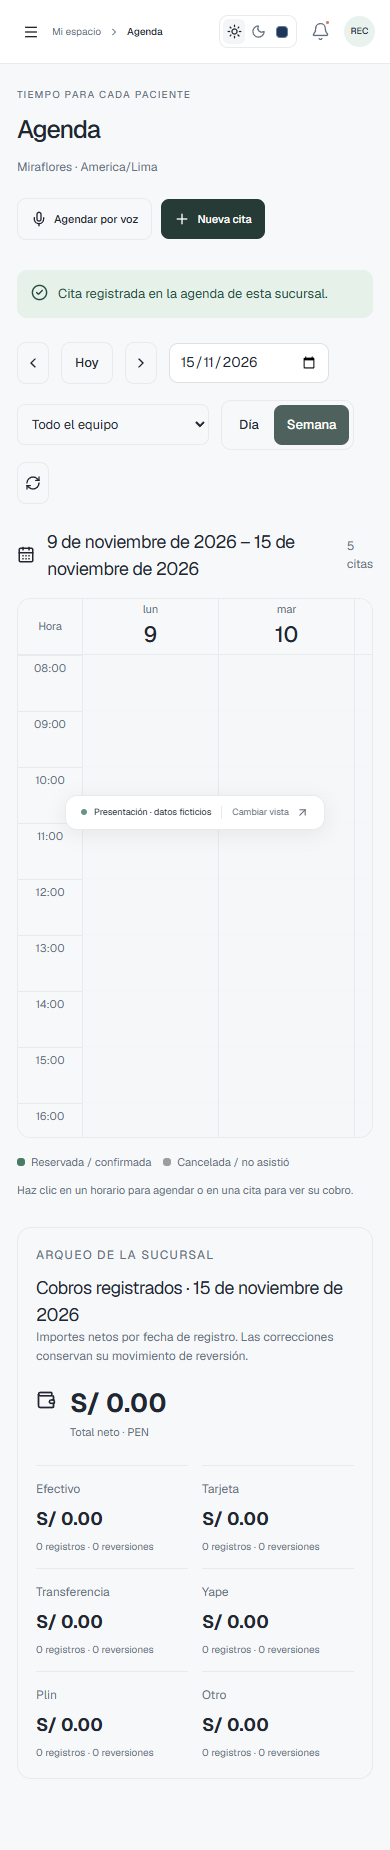 Mi espacio > Agenda
REC
TIEMPO PARA CADA PACIENTE
Agenda
Miraflores · America/Lima
Agendar por voz
Nueva cita
Cita registrada en la agenda de esta sucursal.
Hoy
15/11/2026
Todo el equipo
Día
Semana
9 de noviembre de 2026 – 15 de
noviembre de 2026
5
citas
Hora
lun
9
mar
10
08:00
09:00
10:00
Presentación · datos ficticios
Cambiar vista
11:00
12:00
13:00
14:00
15:00
16:00
Reservada / confirmada
Cancelada / no asistió
Haz clic en un horario para agendar o en una cita para ver su cobro.
ARQUEO DE LA SUCURSAL
Cobros registrados · 15 de noviembre de
2026
Importes netos por fecha de registro. Las correcciones
conservan su movimiento de reversión.
S/ 0.00
Total neto · PEN
Efectivo
S/ 0.00
0 registros · 0 reversiones
Tarjeta
S/ 0.00
0 registros · 0 reversiones
Transferencia
S/ 0.00
0 registros · 0 reversiones
Yape
S/ 0.00
0 registros · 0 reversiones
Plin
S/ 0.00
0 registros · 0 reversiones
Otro
S/ 0.00
0 registros · 0 reversiones